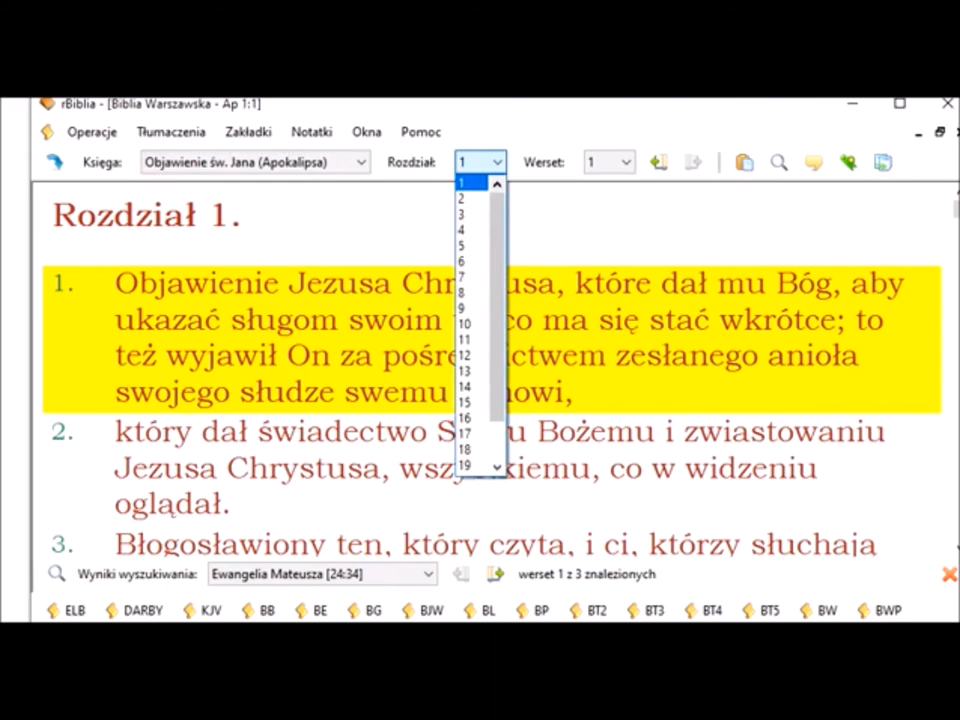 rBiblia - [Biblia Warszawska - Ap 1:1]
Operacje Tłumaczenia Zakładki Notatki Okna Pomoc
Księga: Objawienie św. Jana (Apokalipsa) Rozdział: 1 Werset: 1
1
2
3
4
5
6
7
8
9
10
11
12
13
14
15
16
17
18
19
Rozdział 1.
1. Objawienie Jezusa Chr usa, które dał mu Bóg, aby
ukazać sługom swoim co ma się stać wkrótce; to
też wyjawił On za pośre ctwem zesłanego anioła
swojego słudze swemu nowi,
2. który dał świadectwo S u Bożemu i zwiastowaniu
Jezusa Chrystusa, wszy kiemu, co w widzeniu
oglądał.
3. Błogosławiony ten, który czyta, i ci, którzy słuchają
Wyniki wyszukiwania: Ewangelia Mateusza [24:34] werset 1 z 3 znalezionych
ELB DARBY KJV BB BE BG BJW BL BP BT2 BT3 BT4 BT5 BW BWP